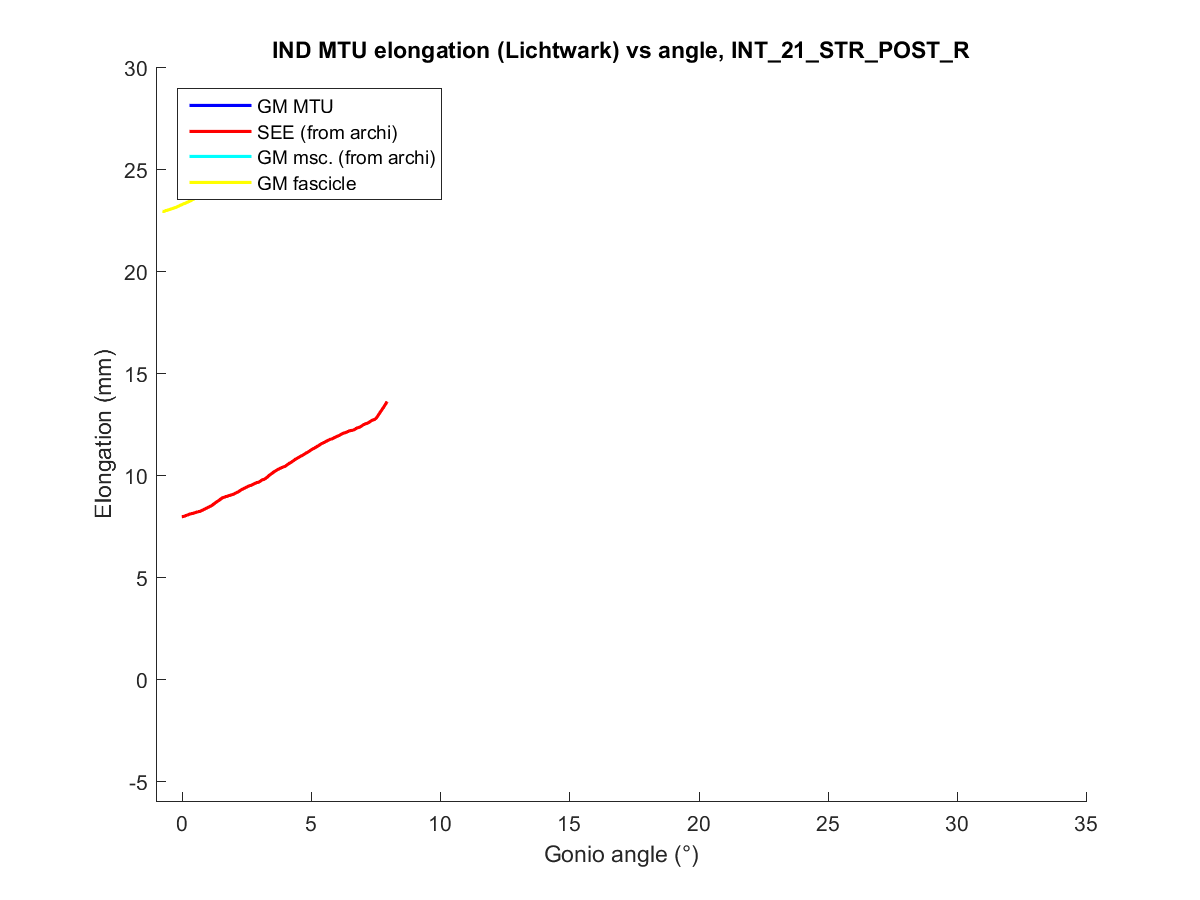 IND MTU elongation (Lichtwark) vs angle, INT_21_STR_POST_R
30
25
20
15
10
5
0
-5
GM MTU
SEE (from archi)
GM msc. (from archi)
GM fascicle
Elongation (mm)
0 5 10 15 20 25 30 35
Gonio angle (°)